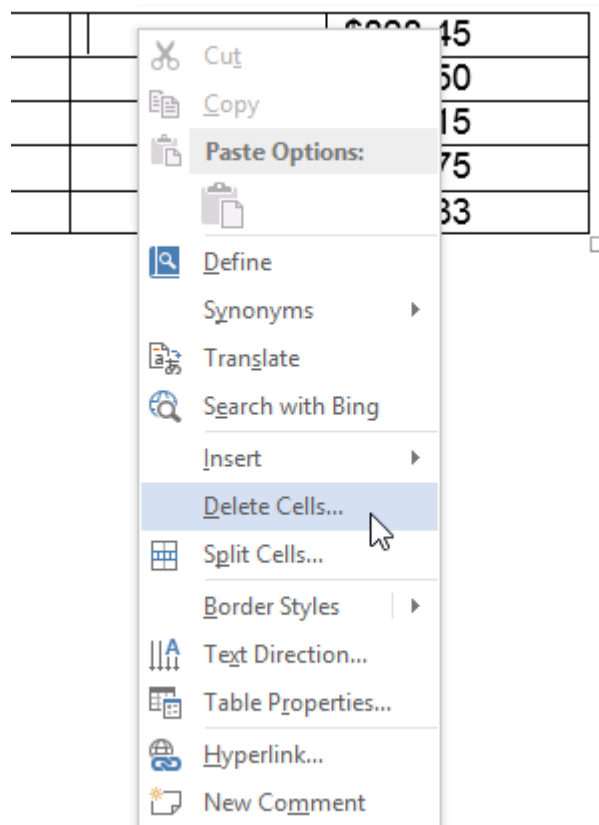 45
Cut
50
Copy
15
Paste Options:
75
33
Define
Synonyms
Translate
Search with Bing
Insert
Delete Cells...
Split Cells...
Border Styles
Text Direction...
Table Properties...
Hyperlink...
New Comment